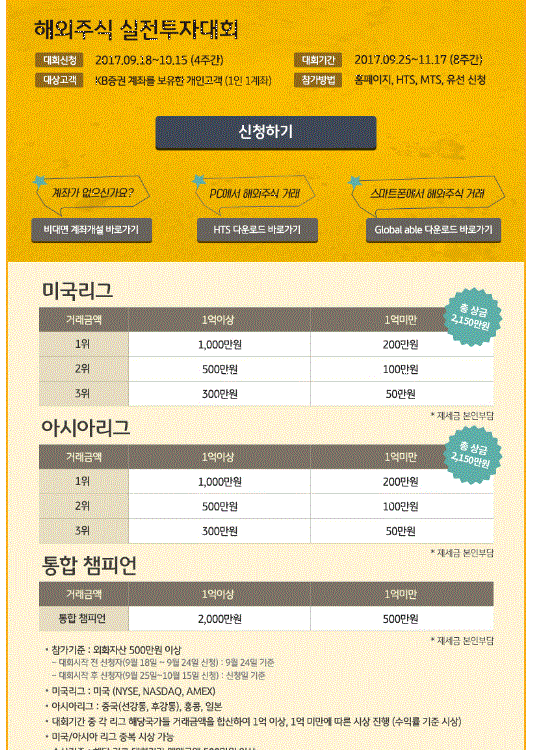 해외주식 실전투자대회
대회신청 2017.09.18~10.15 (4주간) 대회기간 2017.09.25~11.17 (8주간)
대상고객 KB증권 계좌를 보유한 개인고객 (1인 1계좌) 참가방법 홈페이지, HTS, MTS, 유선 신청
신청하기
계좌가 없으신가요? PC에서 해외주식 거래 스마트폰에서 해외주식 거래
비대면 계좌개설 바로가기 HTS 다운로드 바로가기 Global able 다운로드 바로가기
미국리그
총 상금
2,150만원
거래금액 1억이상 1억미만
1위 1,000만원 200만원
2위 500만원 100만원
3위 300만원 50만원
* 제세금 본인부담
아시아리그
총 상금
2,150만원
거래금액 1억이상 1억미만
1위 1,000만원 200만원
2위 500만원 100만원
3위 300만원 50만원
* 제세금 본인부담
통합 챔피언
거래금액 1억이상 1억미만
통합 챔피언 2,000만원 500만원
* 제세금 본인부담
• 참가기준 : 외화자산 500만원 이상
- 대회시작 전 신청자(9월 18일 ~ 9월 24일 신청) : 9월 24일 기준
- 대회시작 후 신청자(9월 25일~10월 15일 신청) : 신청일 기준
• 미국리그 : 미국 (NYSE, NASDAQ, AMEX)
• 아시아리그 : 중국(선강퉁, 후강퉁), 홍콩, 일본
• 대회기간 중 각 리그 해당국가들 거래금액을 합산하여 1억 이상, 1억 미만에 따른 시상 진행 (수익률 기준 시상)
• 미국/아시아 리그 중복 시상 가능